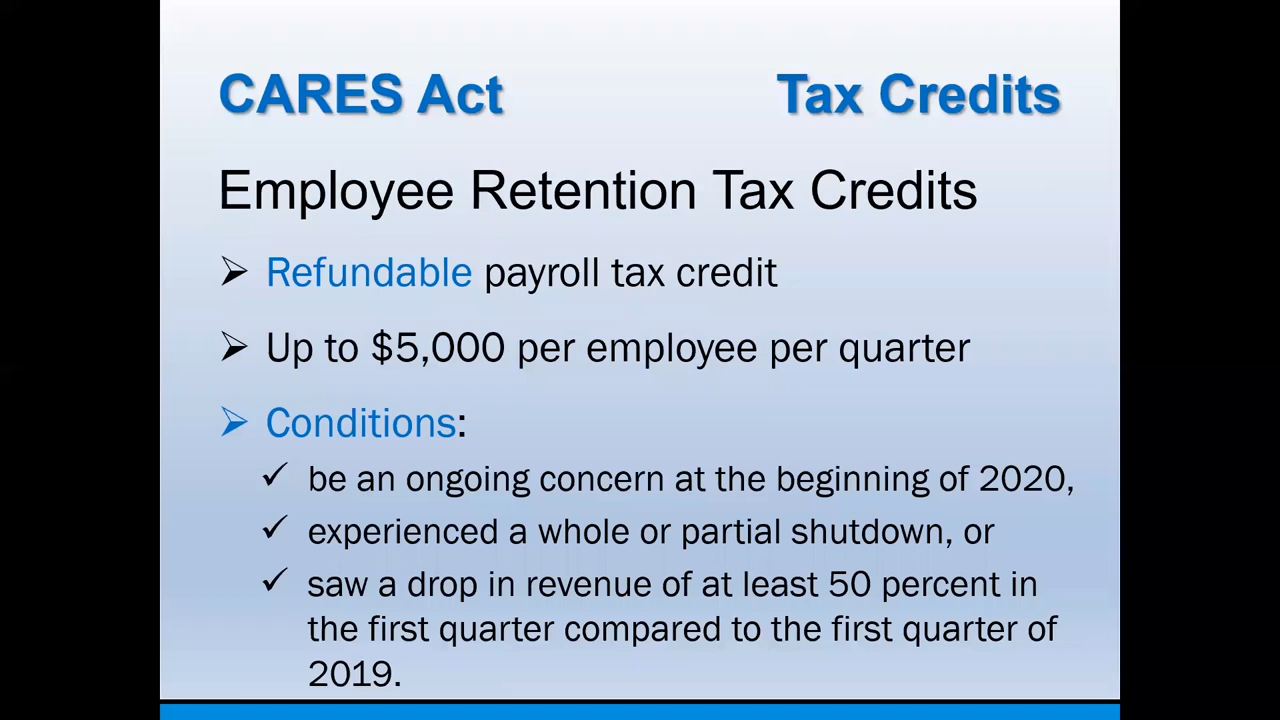 CARES Act Tax Credits
Employee Retention Tax Credits
Refundable payroll tax credit
Up to $5,000 per employee per quarter
Conditions:
be an ongoing concern at the beginning of 2020,
experienced a whole or partial shutdown, or
saw a drop in revenue of at least 50 percent in
the first quarter compared to the first quarter of
2019.